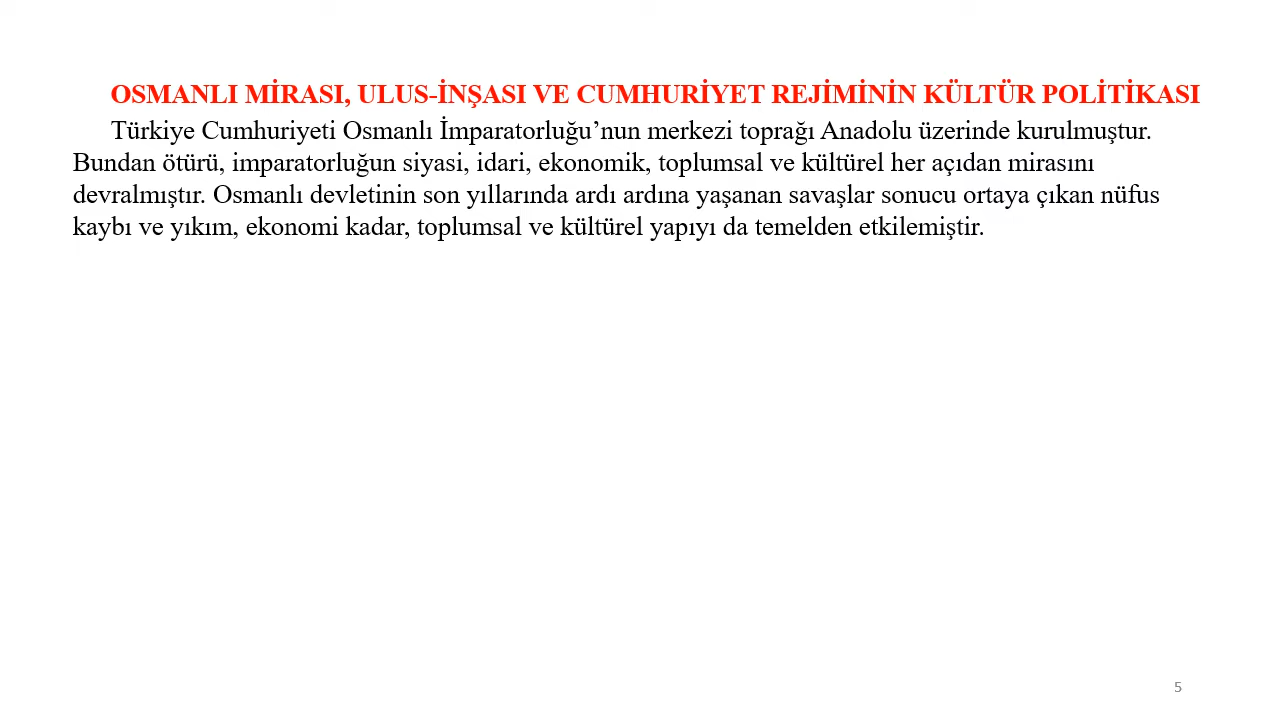 OSMANLI MİRASI, ULUS-İNŞASI VE CUMHURİYET REJİMİNİN KÜLTÜR POLİTİKASI
Türkiye Cumhuriyeti Osmanlı İmparatorluğu’nun merkezi toprağı Anadolu üzerinde kurulmuştur.
Bundan ötürü, imparatorluğun siyasi, idari, ekonomik, toplumsal ve kültürel her açıdan mirasını
devralmıştır. Osmanlı devletinin son yıllarında ardı ardına yaşanan savaşlar sonucu ortaya çıkan nüfus
kaybı ve yıkım, ekonomi kadar, toplumsal ve kültürel yapıyı da temelden etkilemiştir.
5